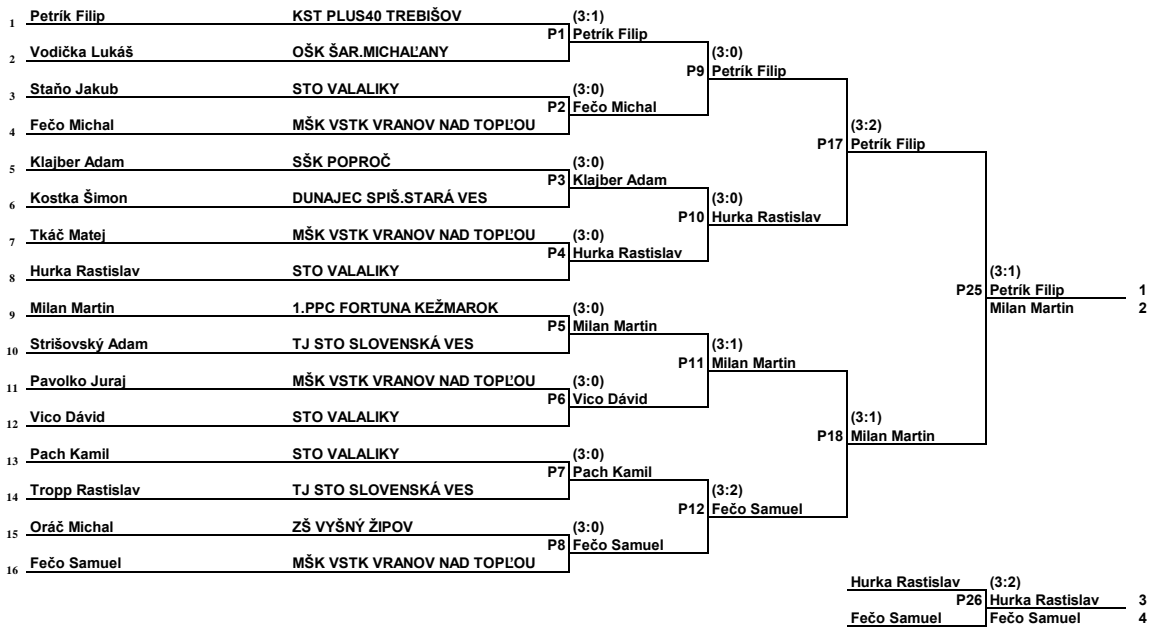 1 Petrík Filip KST PLUS40 TREBIŠOV (3:1)
P1 Petrík Filip
2 Vodička Lukáš OŠK ŠAR.MICHAĽANY (3:0)
P9 Petrík Filip
3 Staňo Jakub STO VALALIKY (3:0)
P2 Fečo Michal
4 Fečo Michal MŠK VSTK VRANOV NAD TOPĽOU (3:2)
P17 Petrík Filip
5 Klajber Adam SŠK POPROČ (3:0)
P3 Klajber Adam
6 Kostka Šimon DUNAJEC SPIŠ.STARÁ VES (3:0)
P10 Hurka Rastislav
7 Tkáč Matej MŠK VSTK VRANOV NAD TOPĽOU (3:0)
P4 Hurka Rastislav
8 Hurka Rastislav STO VALALIKY (3:1)
P25 Petrík Filip 1
9 Milan Martin 1.PPC FORTUNA KEŽMAROK (3:0) Milan Martin 2
P5 Milan Martin
10 Strišovský Adam TJ STO SLOVENSKÁ VES (3:1)
P11 Milan Martin
11 Pavolko Juraj MŠK VSTK VRANOV NAD TOPĽOU (3:0)
P6 Vico Dávid
12 Vico Dávid STO VALALIKY (3:1)
P18 Milan Martin
13 Pach Kamil STO VALALIKY (3:0)
P7 Pach Kamil
14 Tropp Rastislav TJ STO SLOVENSKÁ VES (3:2)
P12 Fečo Samuel
15 Oráč Michal ZŠ VYŠNÝ ŽIPOV (3:0)
P8 Fečo Samuel
16 Fečo Samuel MŠK VSTK VRANOV NAD TOPĽOU
Hurka Rastislav (3:2)
P26 Hurka Rastislav 3
Fečo Samuel Fečo Samuel 4